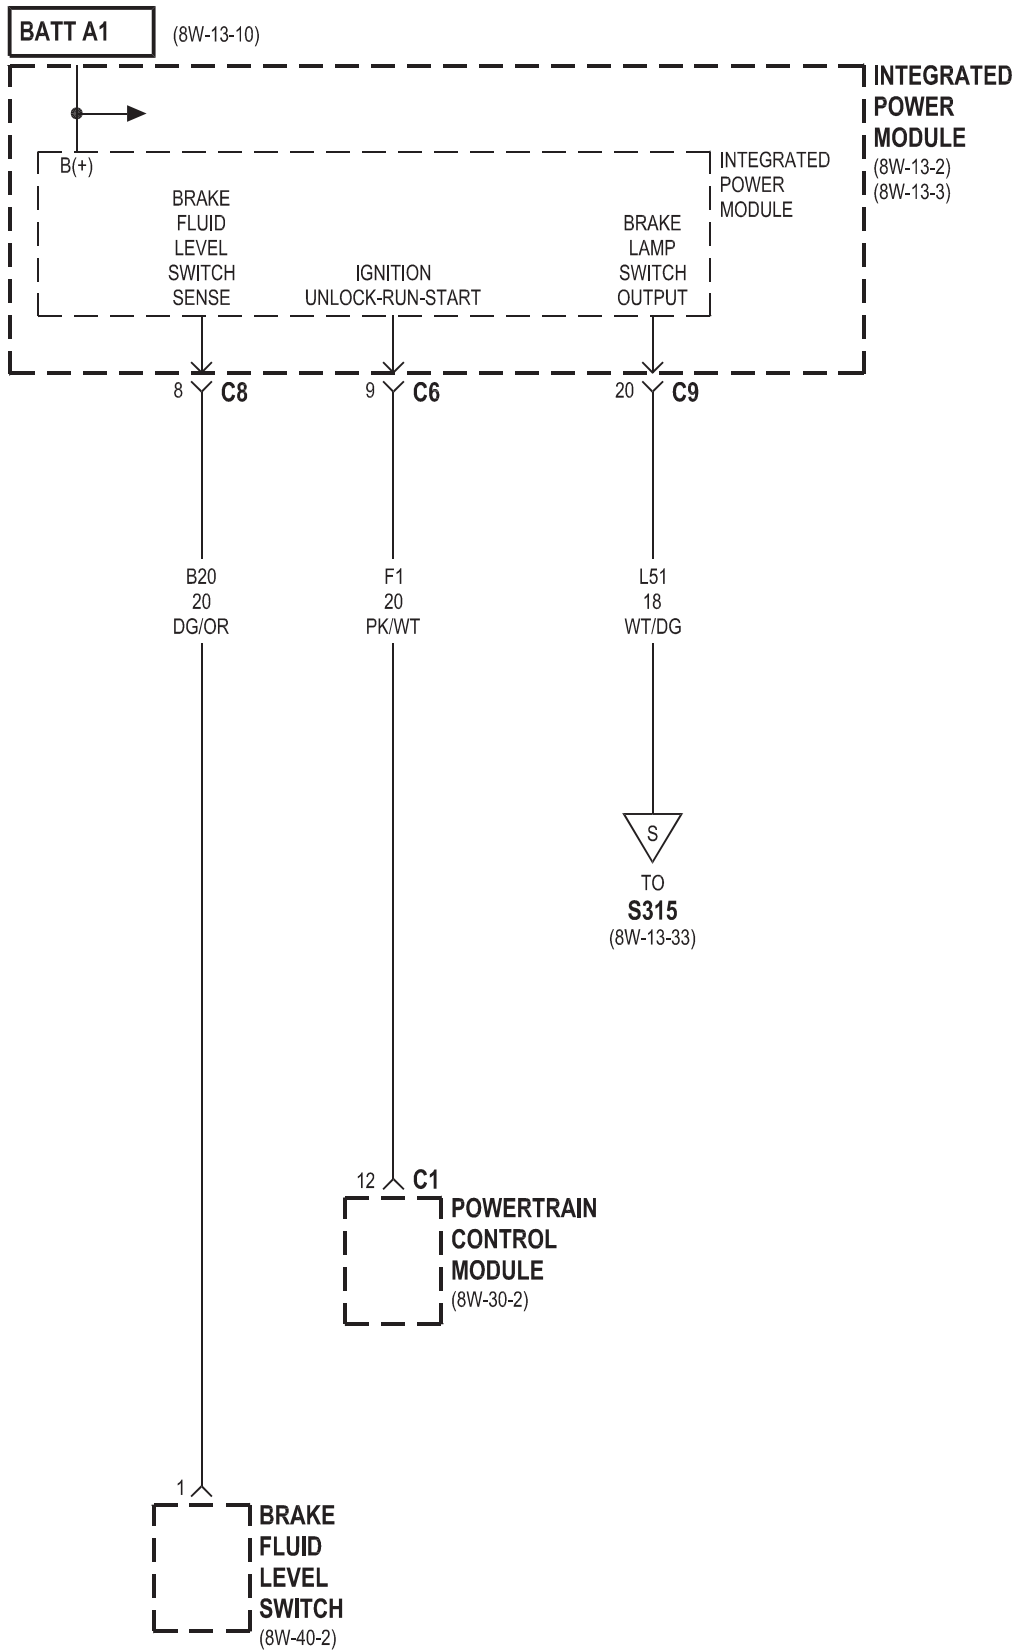 BATT A1 (8W-13-10)
INTEGRATED
POWER
MODULE
(8W-13-2)
(8W-13-3)
B(+)
INTEGRATED
POWER
MODULE
BRAKE
FLUID
LEVEL
SWITCH
SENSE
IGNITION
UNLOCK-RUN-START
BRAKE
LAMP
SWITCH
OUTPUT
8 C8
9 C6
20 C9
B20
20
DG/OR
F1
20
PK/WT
L51
18
WT/DG
S
TO
S315
(8W-13-33)
12 C1
POWERTRAIN
CONTROL
MODULE
(8W-30-2)
1
BRAKE
FLUID
LEVEL
SWITCH
(8W-40-2)